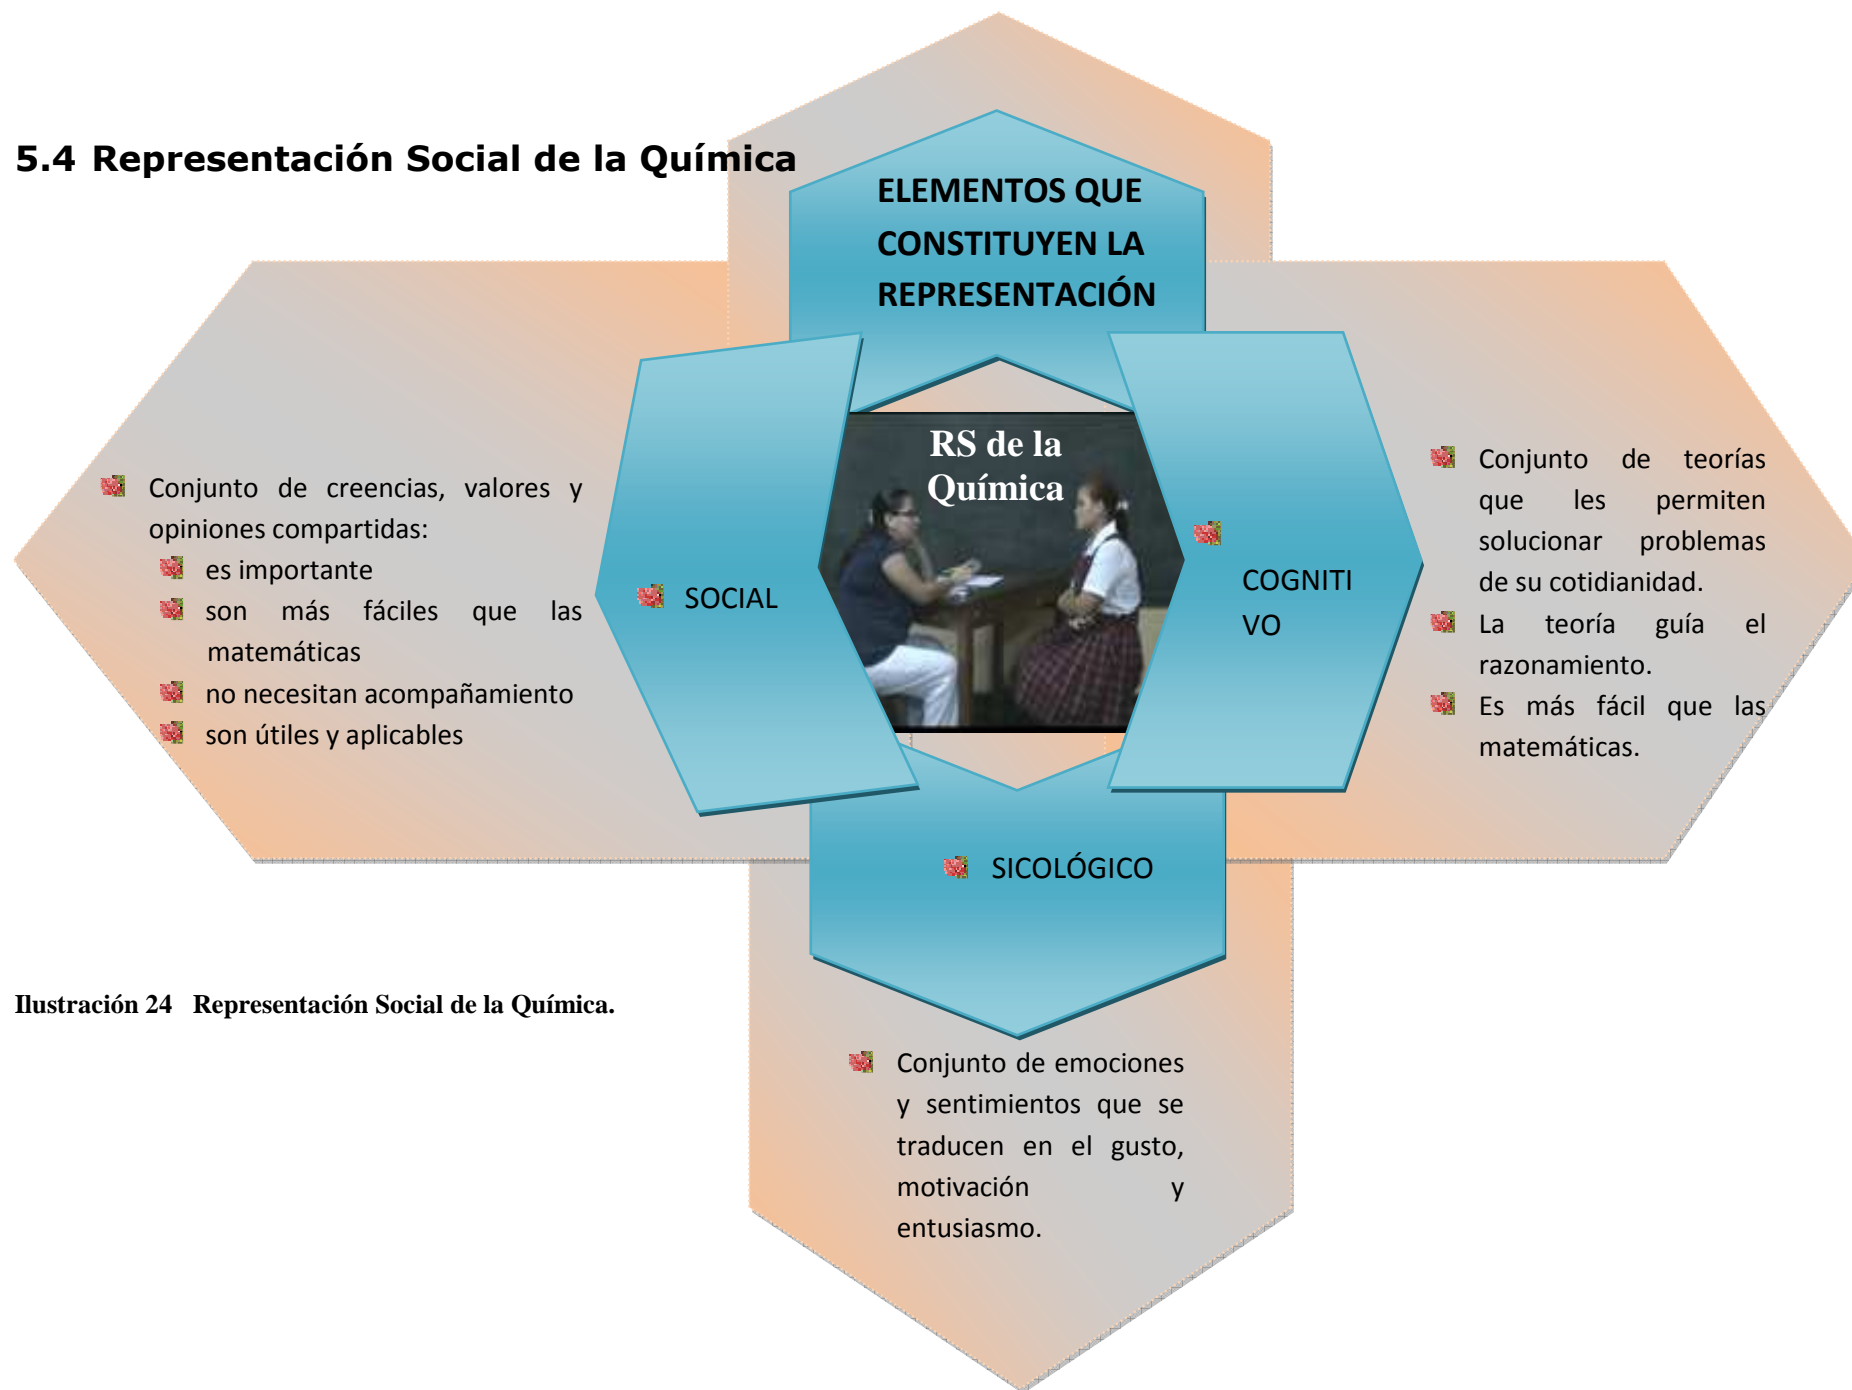 5.4 Representación Social de la Química
ELEMENTOS QUE
CONSTITUYEN LA
REPRESENTACIÓN
RS de la
Química
Conjunto de creencias, valores y
opiniones compartidas:
es importante
son más fáciles que las
matemáticas
no necesitan acompañamiento
son útiles y aplicables
SOCIAL
COGNITI
VO
Conjunto de teorías
que les permiten
solucionar problemas
de su cotidianidad.
La teoría guía el
razonamiento.
Es más fácil que las
matemáticas.
SICOLÓGICO
Conjunto de emociones
y sentimientos que se
traducen en el gusto,
motivación y
entusiasmo.
Ilustración 24 Representación Social de la Química.